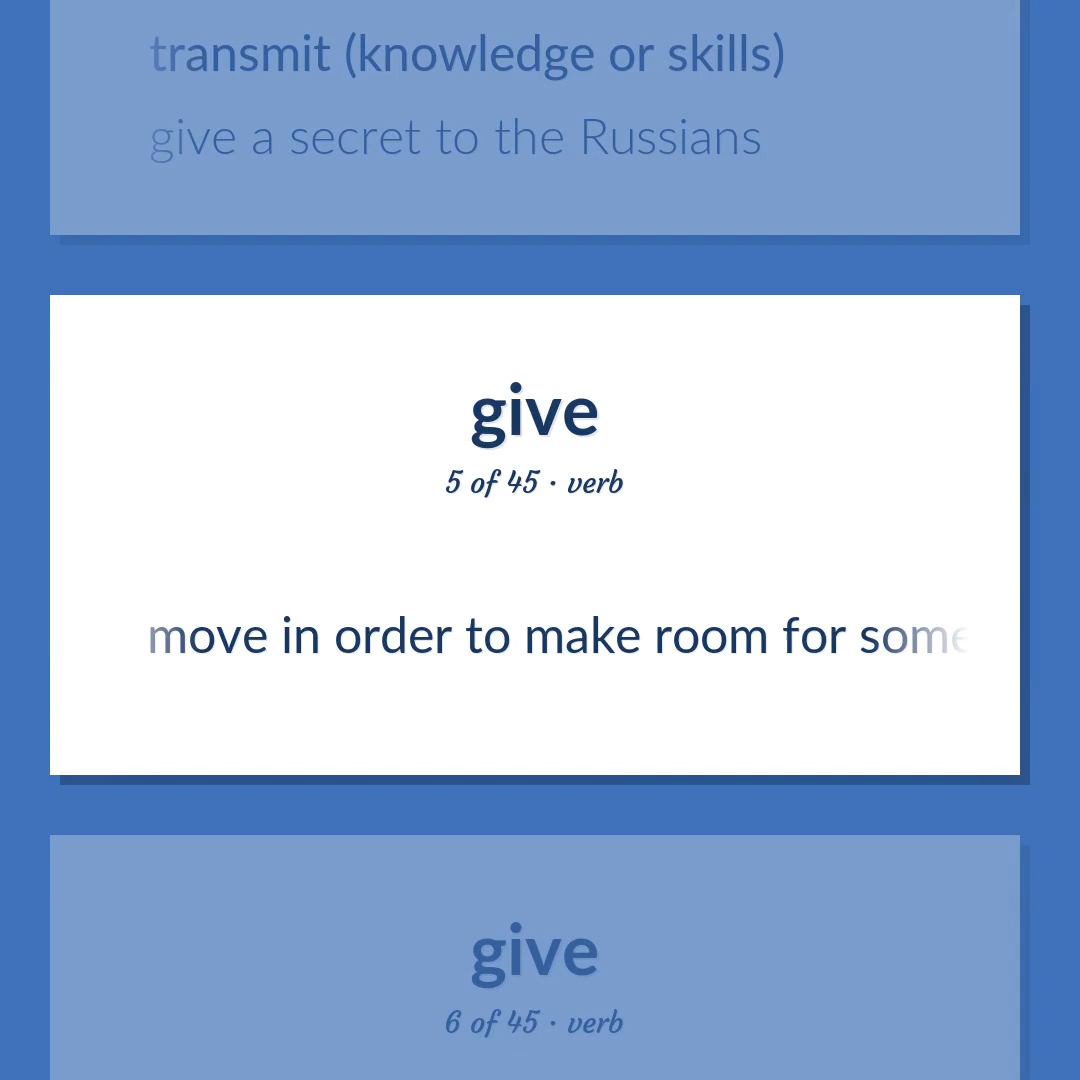 transmit (knowledge or skills)
give a secret to the Russians
give
5 of 45 · verb
move in order to make room for some
give
6 of 45 · verb